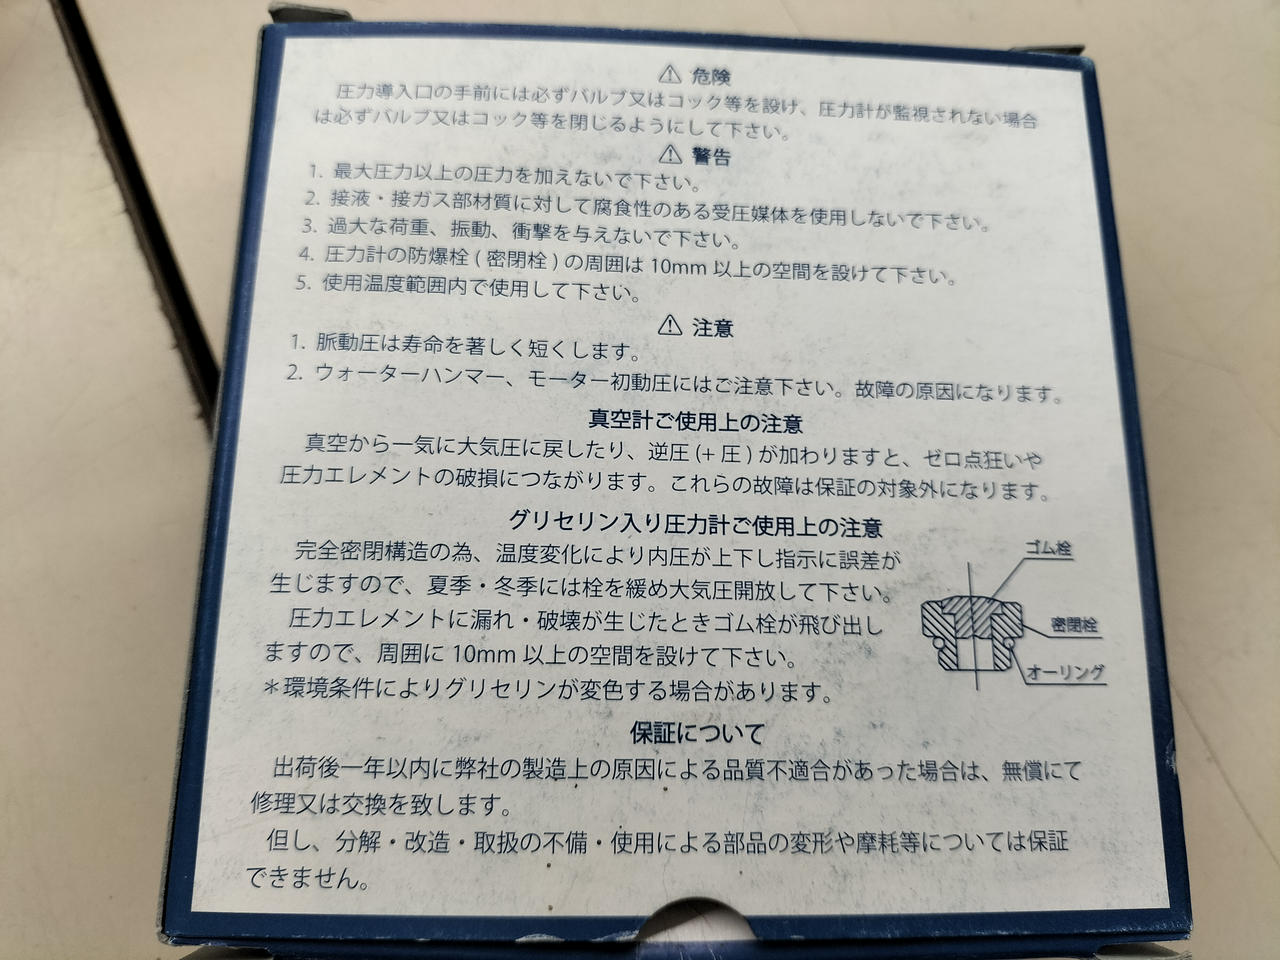 ⚠ 危険
圧力導入口の手前には必ずバルブ又はコック等を設け、圧力計が監視されない場合
は必ずバルブ又はコック等を閉じるようにして下さい。
⚠ 警告
1. 最大圧力以上の圧力を加えないで下さい。
2. 接液・接ガス部材質に対して腐食性のある受圧媒体を使用しないで下さい。
3. 過大な荷重、振動、衝撃を与えないで下さい。
4. 圧力計の防爆栓 ( 密閉栓 ) の周囲は 10mm 以上の空間を設けて下さい。
5. 使用温度範囲内で使用して下さい。
⚠ 注意
1. 脈動圧は寿命を著しく短くします。
2. ウォーターハンマー、モーター初動圧にはご注意下さい。故障の原因になります。
真空計ご使用上の注意
真空から一気に大気圧に戻したり、逆圧 (+ 圧 ) が加わりますと、ゼロ点狂いや
圧力エレメントの破損につながります。これらの故障は保証の対象外になります。
グリセリン入り圧力計ご使用上の注意
完全密閉構造の為、温度変化により内圧が上下し指示に誤差が
生じますので、夏季・冬季には栓を緩め大気圧開放して下さい。
圧力エレメントに漏れ・破壊が生じたときゴム栓が飛び出し
ますので、周囲に 10mm 以上の空間を設けて下さい。
＊環境条件によりグリセリンが変色する場合があります。
ゴム栓
密閉栓
オーリング
保証について
出荷後一年以内に弊社の製造上の原因による品質不適合があった場合は、無償にて
修理又は交換を致します。
但し、分解・改造・取扱の不備・使用による部品の変形や摩耗等については保証
できません。